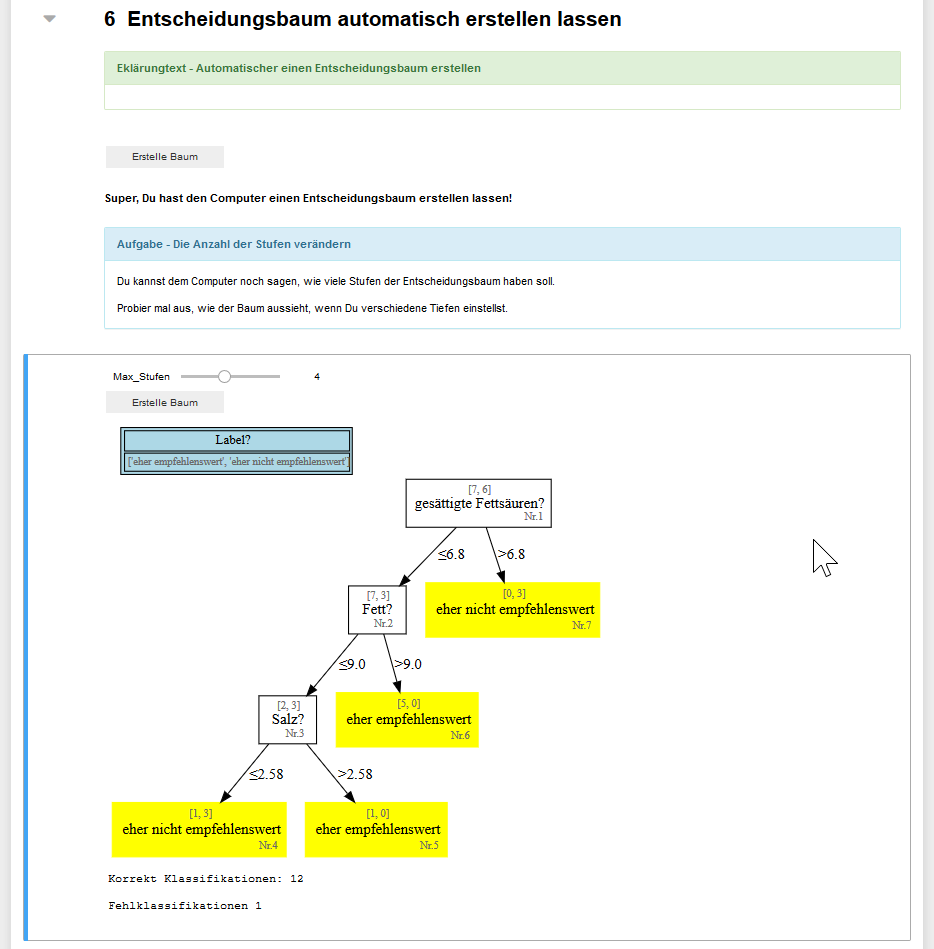 6 Entscheidungsbaum automatisch erstellen lassen
Eklärungtext - Automatischer einen Entscheidungsbaum erstellen
Erstelle Baum
Super, Du hast den Computer einen Entscheidungsbaum erstellen lassen!
Aufgabe - Die Anzahl der Stufen verändern
Du kannst dem Computer noch sagen, wie viele Stufen der Entscheidungsbaum haben soll.
Probier mal aus, wie der Baum aussieht, wenn Du verschiedene Tiefen einstellst.
Max_Stufen 4
Erstelle Baum
Label?
['eher empfehlenswert', 'eher nicht empfehlenswert']
[7, 6]
gesättigte Fettsäuren?
Nr.1
≤6.8 >6.8
[7, 3]
Fett?
Nr.2
[0, 3]
eher nicht empfehlenswert
Nr.7
≤9.0 >9.0
[2, 3]
Salz?
Nr.3
[5, 0]
eher empfehlenswert
Nr.6
≤2.58 >2.58
[1, 3]
eher nicht empfehlenswert
Nr.4
[1, 0]
eher empfehlenswert
Nr.5
Korrekt Klassifikationen: 12
Fehlklassifikationen 1